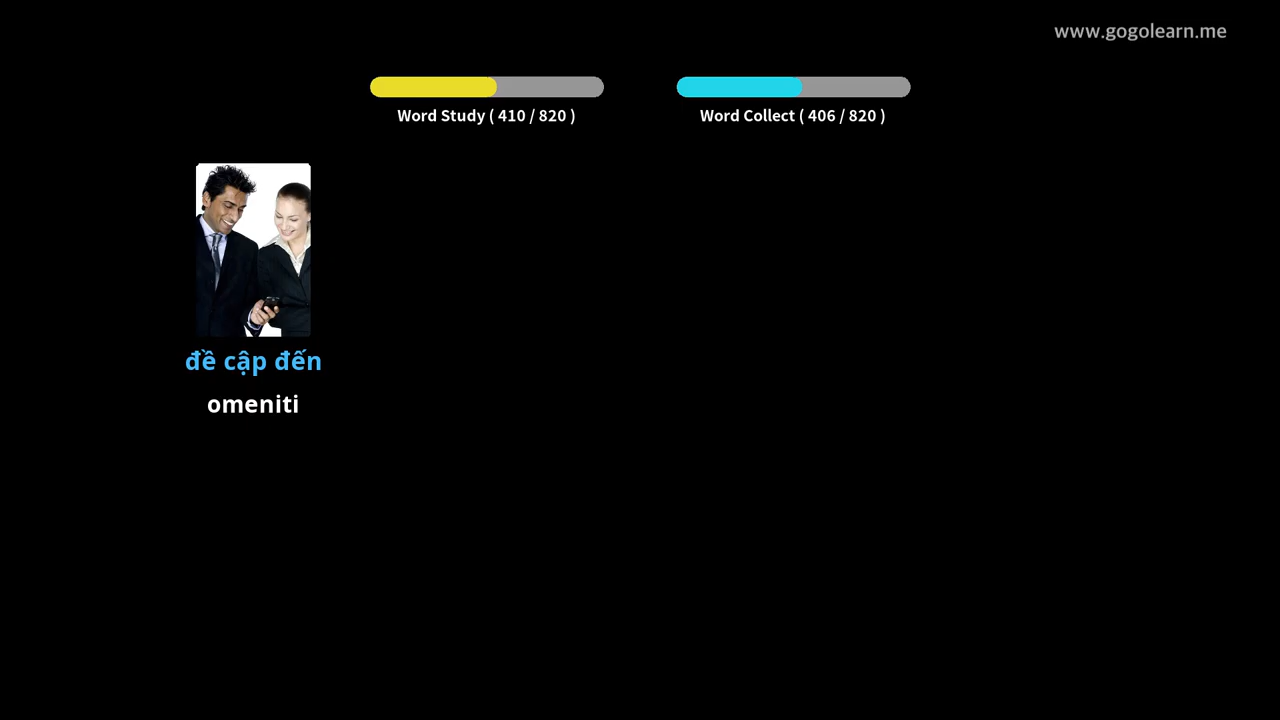 www.gogolearn.me
Word Study ( 410 / 820 )
Word Collect ( 406 / 820 )
đề cập đến
omeniti